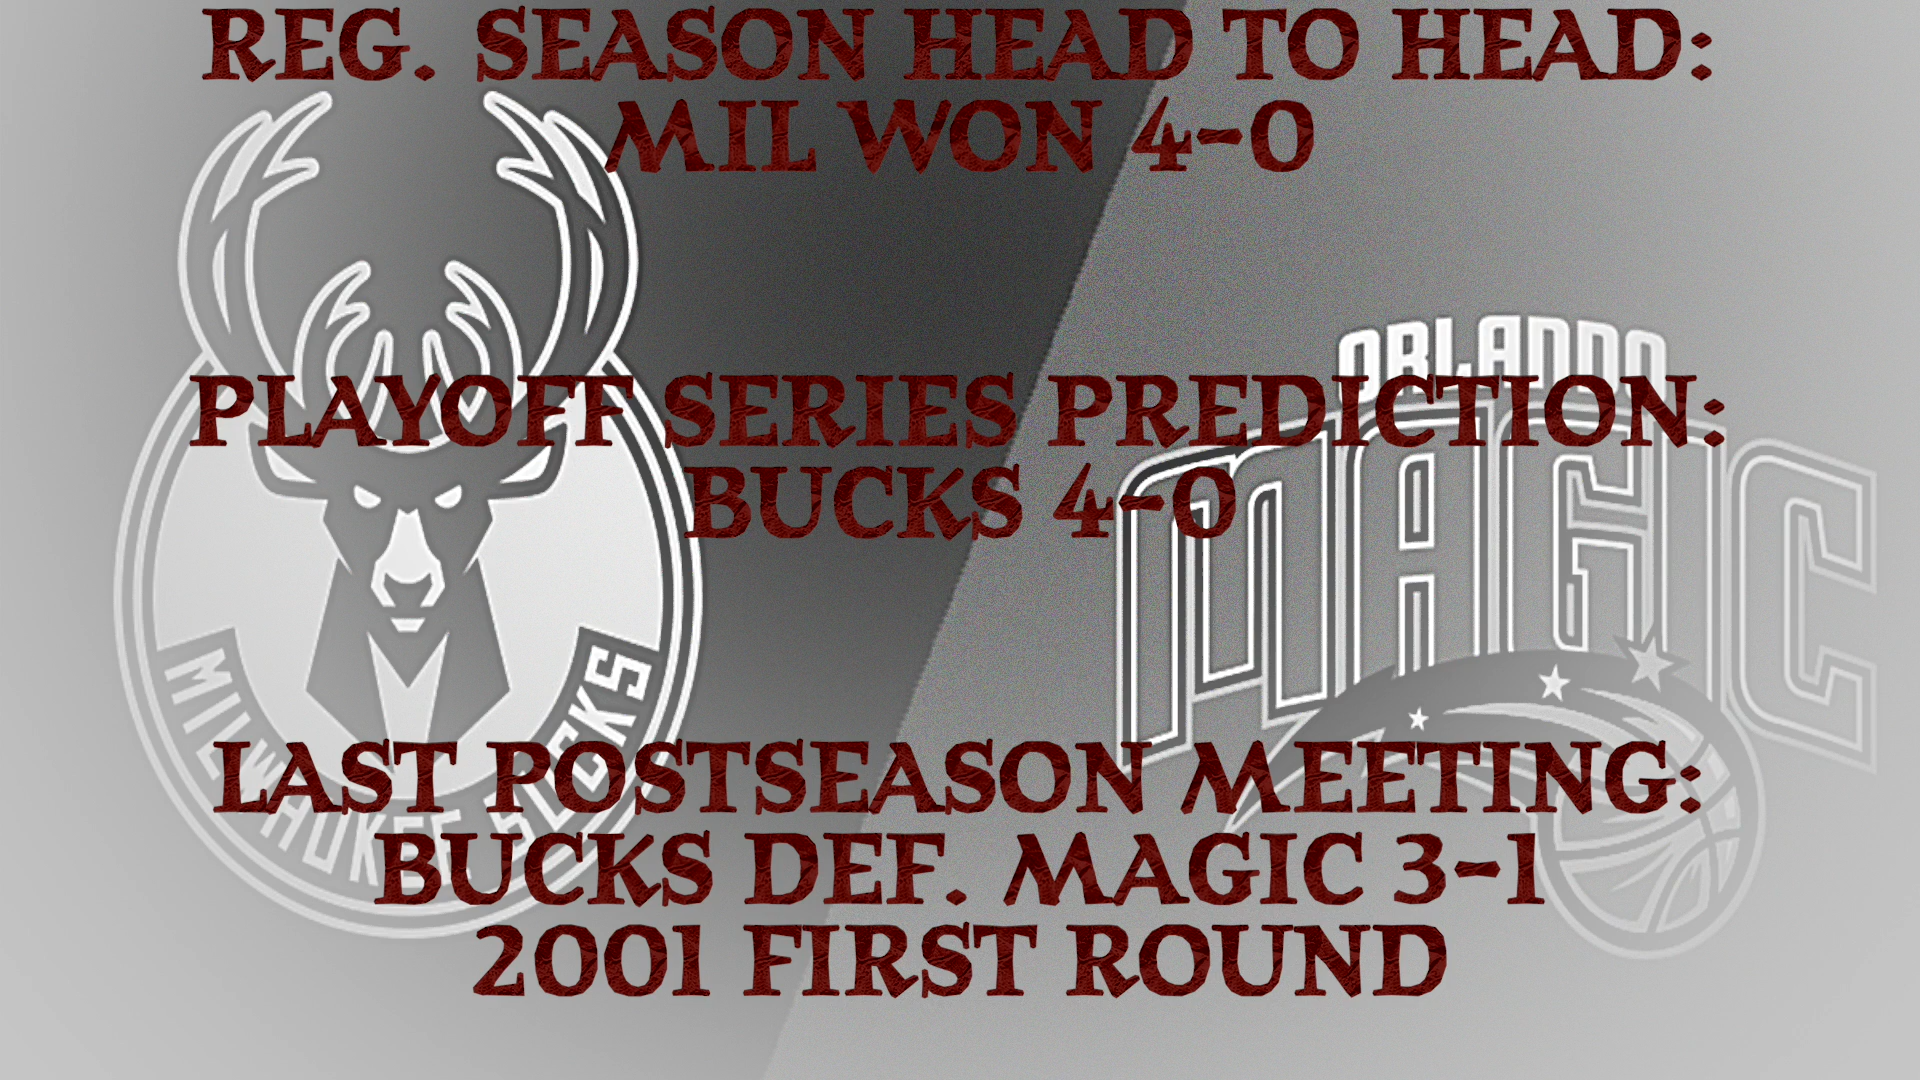 REG. SEASON HEAD TO HEAD:
MIL WON 4-0
ORLANDO
MAGIC
PLAYOFF SERIES PREDICTION:
BUCKS 4-0
MILWAUKEE BUCKS
LAST POSTSEASON MEETING:
BUCKS DEF. MAGIC 3-1
2001 FIRST ROUND